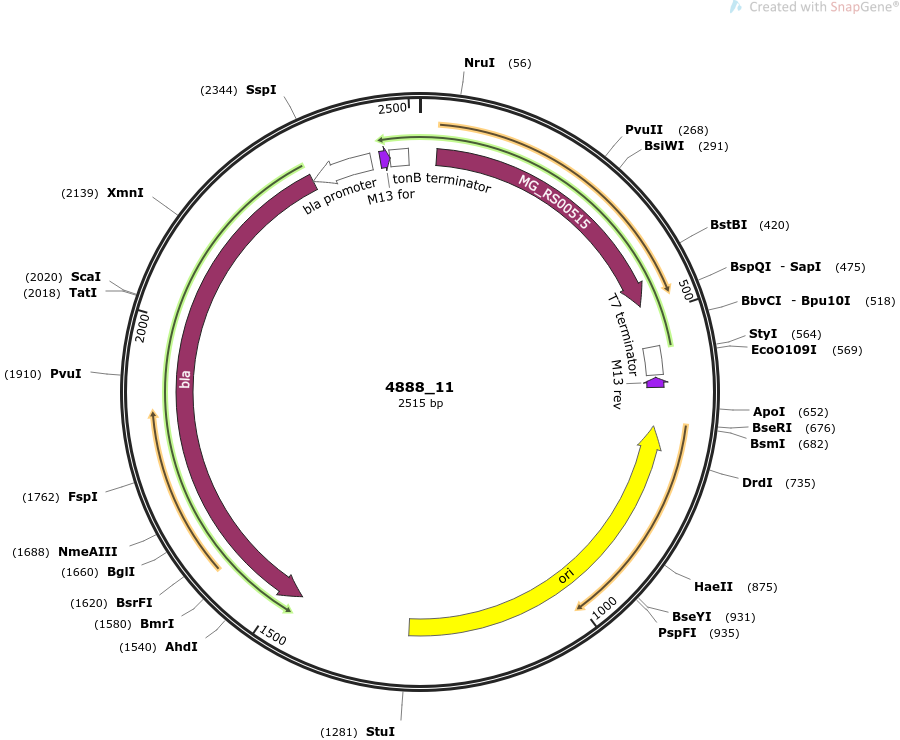 Created with SnapGene®
NruI (56)
(2344) SspI
2500
PvuII (268)
BsiWI (291)
tonB terminator
bla promoter
M13 for
MG_RS00515
(2139) XmnI
BstBI (420)
BspQI - SapI (475)
(2020) ScaI
(2018) TatI
500
BbvCI - Bpu10I (518)
2000
T7 terminator
StyI (564)
EcoO109I (569)
(1910) PvuI
bla
M13 rev
4888_11
2515 bp
ApoI (652)
BseRI (676)
BsmI (682)
DrdI (735)
(1762) FspI
(1688) NmeAIII
(1660) BglI
ori
HaeII (875)
(1620) BsrFI
1000
BseYI (931)
(1580) BmrI
PspFI (935)
1500
(1540) AhdI
(1281) StuI